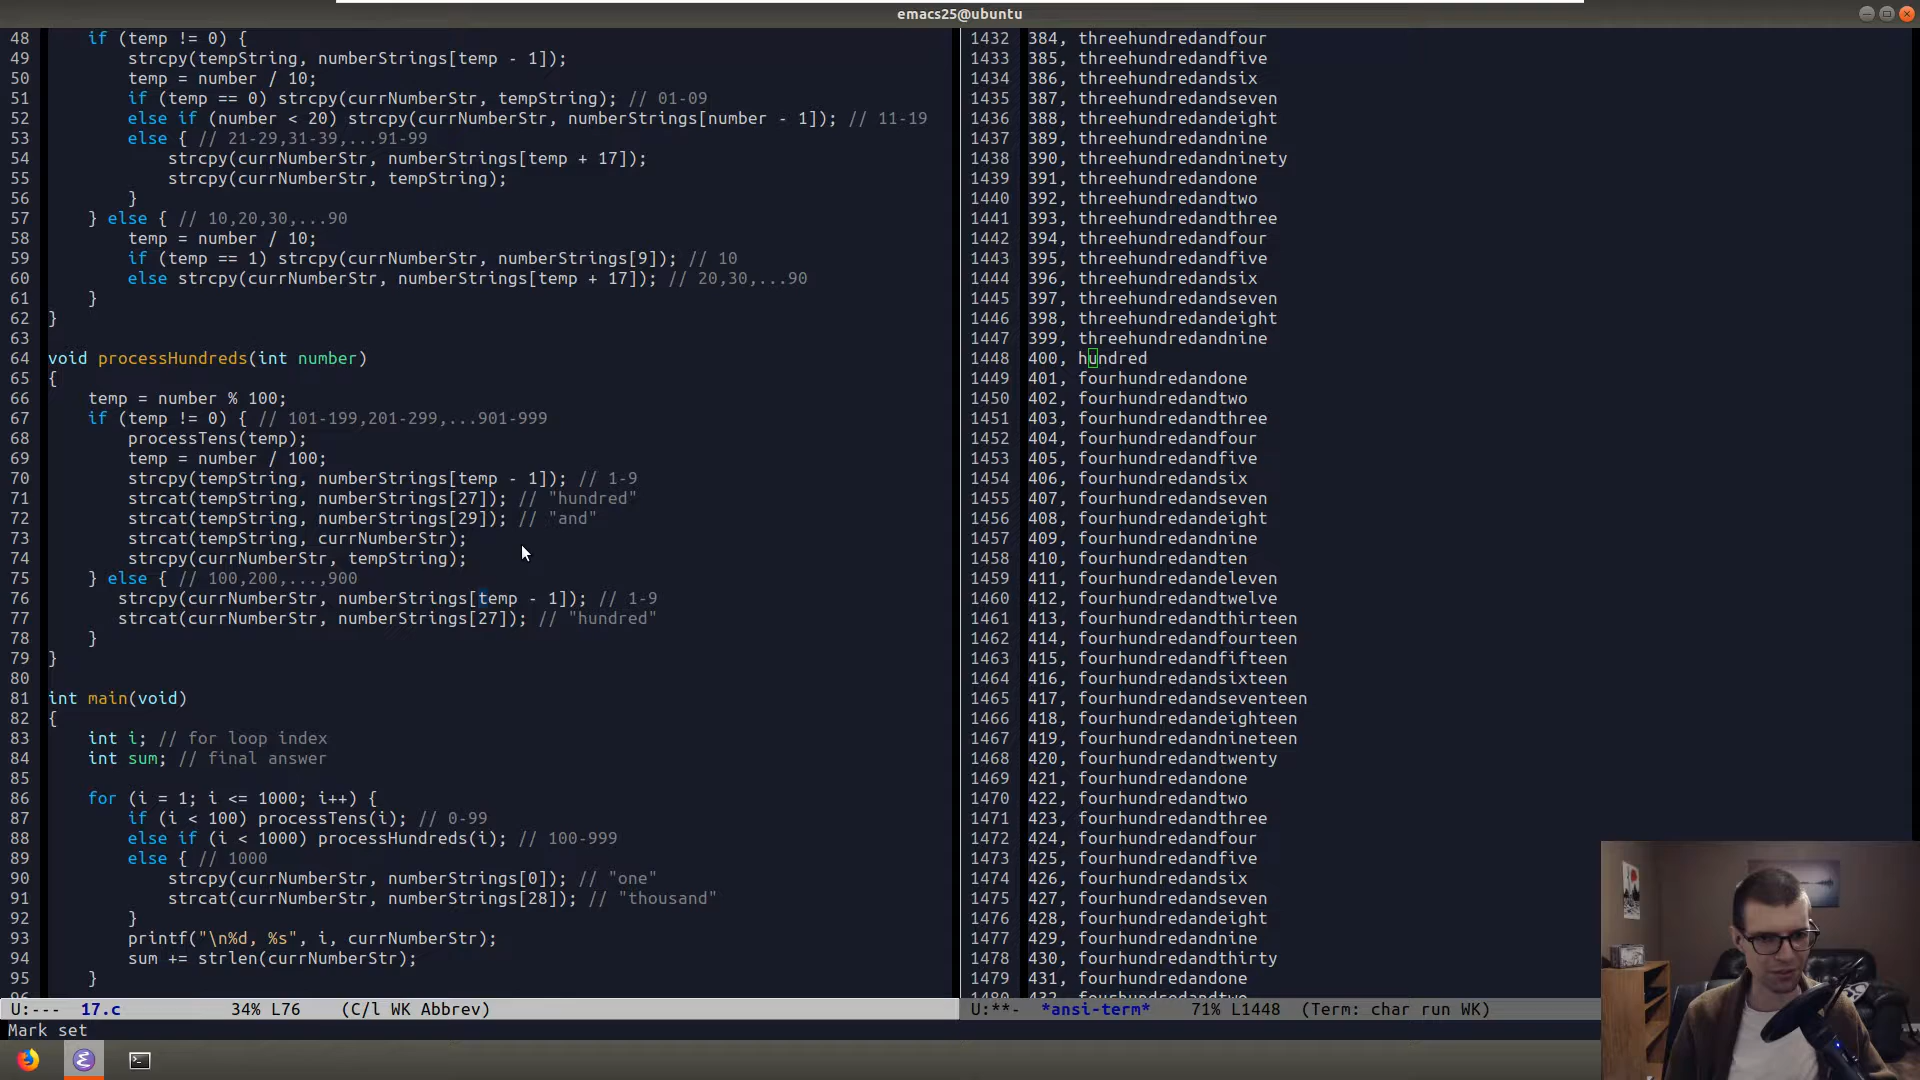 emacs25@ubuntu
48 if (temp != 0) {
49 strcpy(tempString, numberStrings[temp - 1]);
50 temp = number / 10;
51 if (temp == 0) strcpy(currNumberStr, tempString); // 01-09
52 else if (number < 20) strcpy(currNumberStr, numberStrings[number - 1]); // 11-19
53 else { // 21-29,31-39,...91-99
54 strcpy(currNumberStr, numberStrings[temp + 17]);
55 strcpy(currNumberStr, tempString);
56 }
57 } else { // 10,20,30,...90
58 temp = number / 10;
59 if (temp == 1) strcpy(currNumberStr, numberStrings[9]); // 10
60 else strcpy(currNumberStr, numberStrings[temp + 17]); // 20,30,...90
61 }
62 }
63
64 void processHundreds(int number)
65 {
66 temp = number % 100;
67 if (temp != 0) { // 101-199,201-299,...901-999
68 processTens(temp);
69 temp = number / 100;
70 strcpy(tempString, numberStrings[temp - 1]); // 1-9
71 strcat(tempString, numberStrings[27]); // "hundred"
72 strcat(tempString, numberStrings[29]); // "and"
73 strcat(tempString, currNumberStr);
74 strcpy(currNumberStr, tempString);
75 } else { // 100,200,...,900
76 strcpy(currNumberStr, numberStrings[temp - 1]); // 1-9
77 strcat(currNumberStr, numberStrings[27]); // "hundred"
78 }
79 }
80
81 int main(void)
82 {
83 int i; // for loop index
84 int sum; // final answer
85
86 for (i = 1; i <= 1000; i++) {
87 if (i < 100) processTens(i); // 0-99
88 else if (i < 1000) processHundreds(i); // 100-999
89 else { // 1000
90 strcpy(currNumberStr, numberStrings[0]); // "one"
91 strcat(currNumberStr, numberStrings[28]); // "thousand"
92 }
93 printf("\n%d, %s", i, currNumberStr);
94 sum += strlen(currNumberStr);
95 }
U:--- 17.c 34% L76 (C/l WK Abbrev)
Mark set
1432 384, threehundredandfour
1433 385, threehundredandfive
1434 386, threehundredandsix
1435 387, threehundredandseven
1436 388, threehundredandeight
1437 389, threehundredandnine
1438 390, threehundredandninety
1439 391, threehundredandone
1440 392, threehundredandtwo
1441 393, threehundredandthree
1442 394, threehundredandfour
1443 395, threehundredandfive
1444 396, threehundredandsix
1445 397, threehundredandseven
1446 398, threehundredandeight
1447 399, threehundredandnine
1448 400, hundred
1449 401, fourhundredandone
1450 402, fourhundredandtwo
1451 403, fourhundredandthree
1452 404, fourhundredandfour
1453 405, fourhundredandfive
1454 406, fourhundredandsix
1455 407, fourhundredandseven
1456 408, fourhundredandeight
1457 409, fourhundredandnine
1458 410, fourhundredandten
1459 411, fourhundredandeleven
1460 412, fourhundredandtwelve
1461 413, fourhundredandthirteen
1462 414, fourhundredandfourteen
1463 415, fourhundredandfifteen
1464 416, fourhundredandsixteen
1465 417, fourhundredandseventeen
1466 418, fourhundredandeighteen
1467 419, fourhundredandnineteen
1468 420, fourhundredandtwenty
1469 421, fourhundredandone
1470 422, fourhundredandtwo
1471 423, fourhundredandthree
1472 424, fourhundredandfour
1473 425, fourhundredandfive
1474 426, fourhundredandsix
1475 427, fourhundredandseven
1476 428, fourhundredandeight
1477 429, fourhundredandnine
1478 430, fourhundredandthirty
1479 431, fourhundredandone
U:**- *ansi-term* 71% L1448 (Term: char run WK)